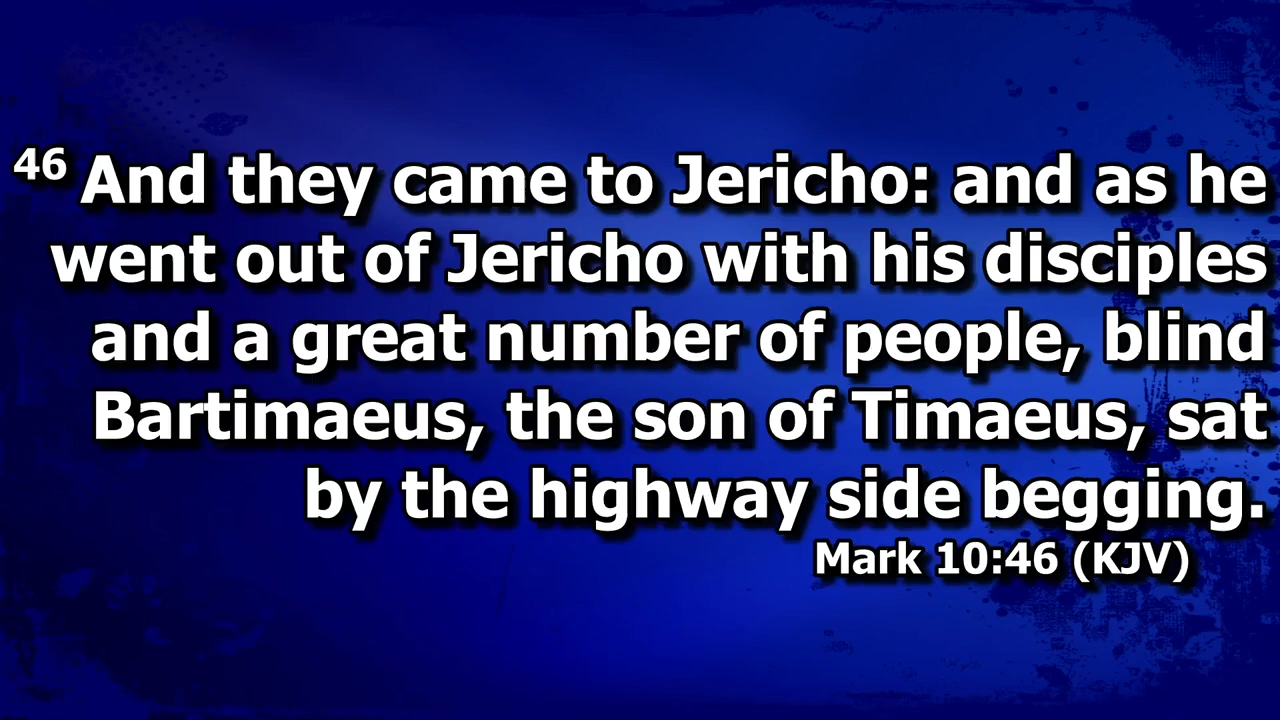 46 And they came to Jericho: and as he
went out of Jericho with his disciples
and a great number of people, blind
Bartimaeus, the son of Timaeus, sat
by the highway side begging.
Mark 10:46 (KJV)